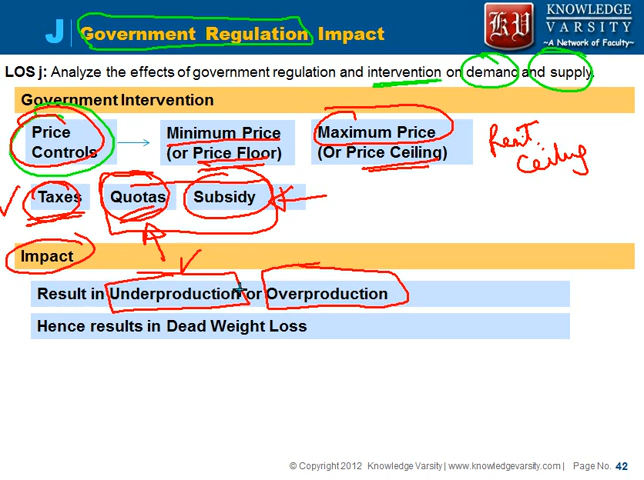 J | Government Regulation Impact
KV
KNOWLEDGE
VARSITY
~A Network of Faculty~
LOS j: Analyze the effects of government regulation and intervention on demand and supply.
Government Intervention
Price Controls
Minimum Price (or Price Floor)
Maximum Price (Or Price Ceiling)
Rent Ceiling
Taxes Quotas Subsidy
Impact
Result in Underproduction or Overproduction
Hence results in Dead Weight Loss
© Copyright 2012 Knowledge Varsity | www.knowledgevarsity.com | Page No. 42